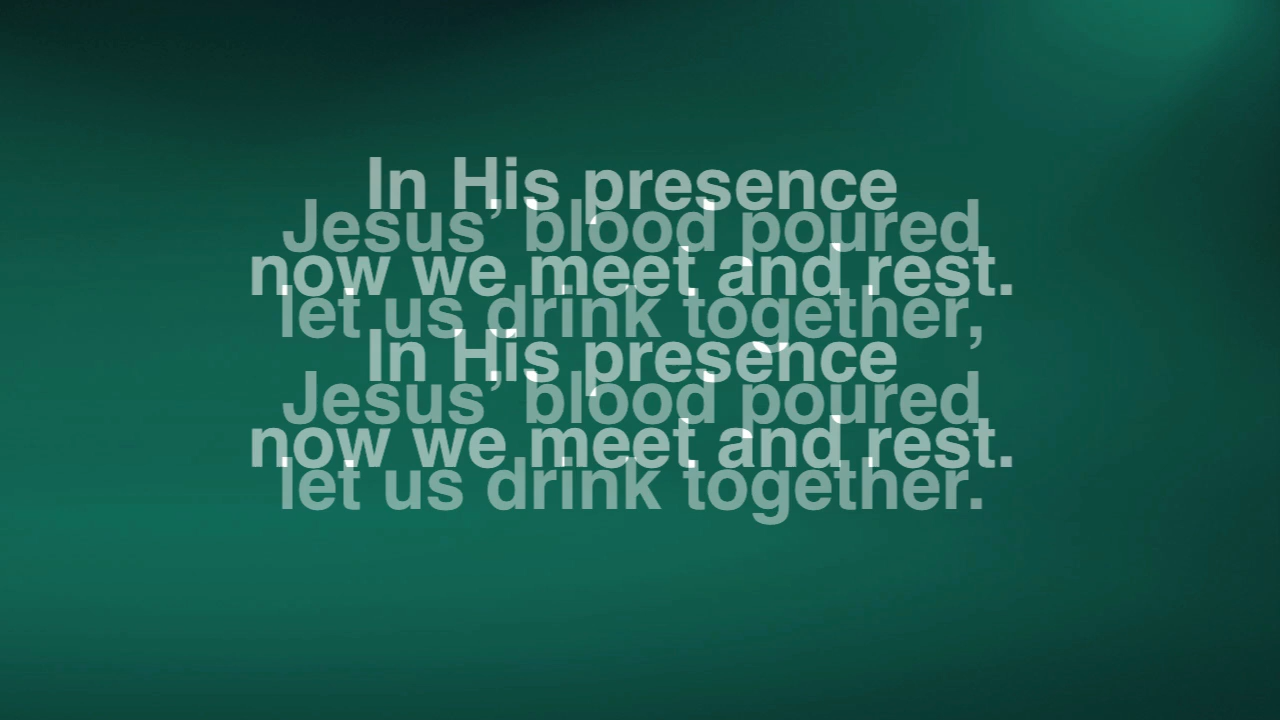 In His presence
Jesus’ blood poured
now we meet and rest.
let us drink together,
In His presence
Jesus’ blood poured
now we meet and rest.
let us drink together.